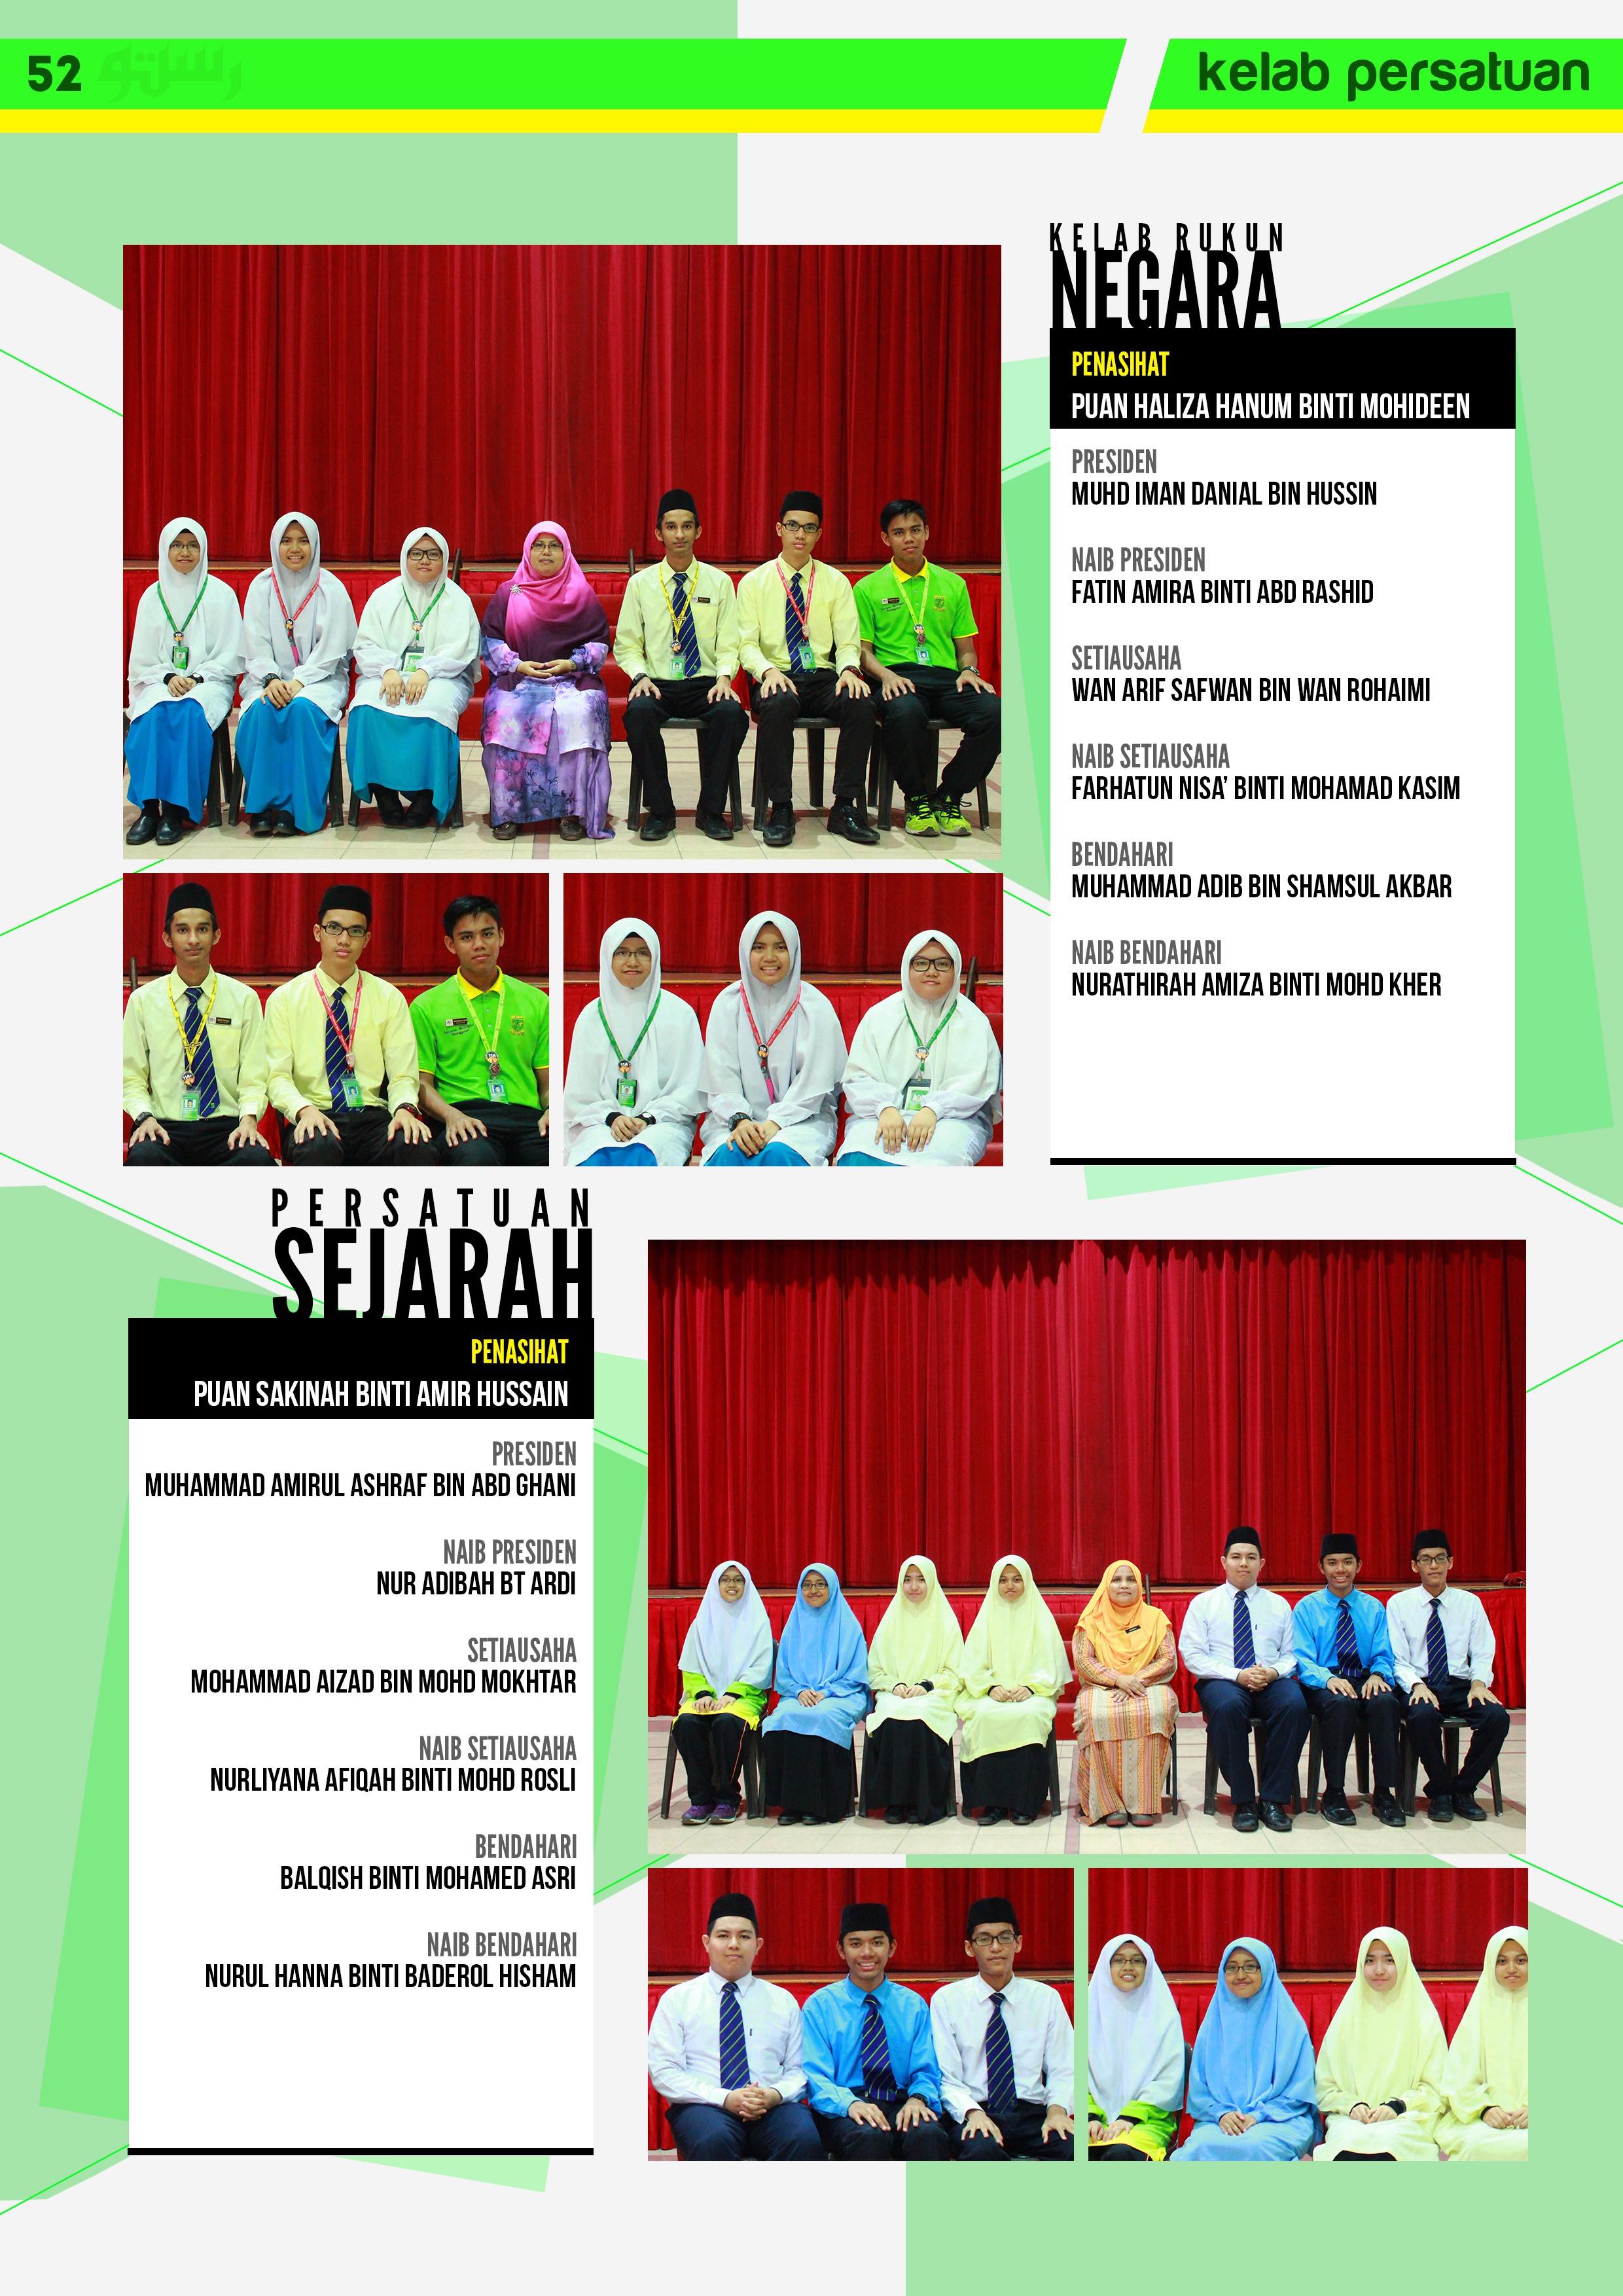 52 رستو
kelab persatuan
KELAB RUKUN
NEGARA
PENASIHAT
PUAN HALIZA HANUM BINTI MOHIDEEN
PRESIDEN
MUHD IMAN DANIAL BIN HUSSIN
NAIB PRESIDEN
FATIN AMIRA BINTI ABD RASHID
SETIAUSAHA
WAN ARIF SAFWAN BIN WAN ROHAIMI
NAIB SETIAUSAHA
FARHATUN NISA’ BINTI MOHAMAD KASIM
BENDAHARI
MUHAMMAD ADIB BIN SHAMSUL AKBAR
NAIB BENDAHARI
NURATHIRAH AMIZA BINTI MOHD KHER
PERSATUAN
SEJARAH
PENASIHAT
PUAN SAKINAH BINTI AMIR HUSSAIN
PRESIDEN
MUHAMMAD AMIRUL ASHRAF BIN ABD GHANI
NAIB PRESIDEN
NUR ADIBAH BT ARDI
SETIAUSAHA
MOHAMMAD AIZAD BIN MOHD MOKHTAR
NAIB SETIAUSAHA
NURLIYANA AFIQAH BINTI MOHD ROSLI
BENDAHARI
BALQISH BINTI MOHAMED ASRI
NAIB BENDAHARI
NURUL HANNA BINTI BADEROL HISHAM